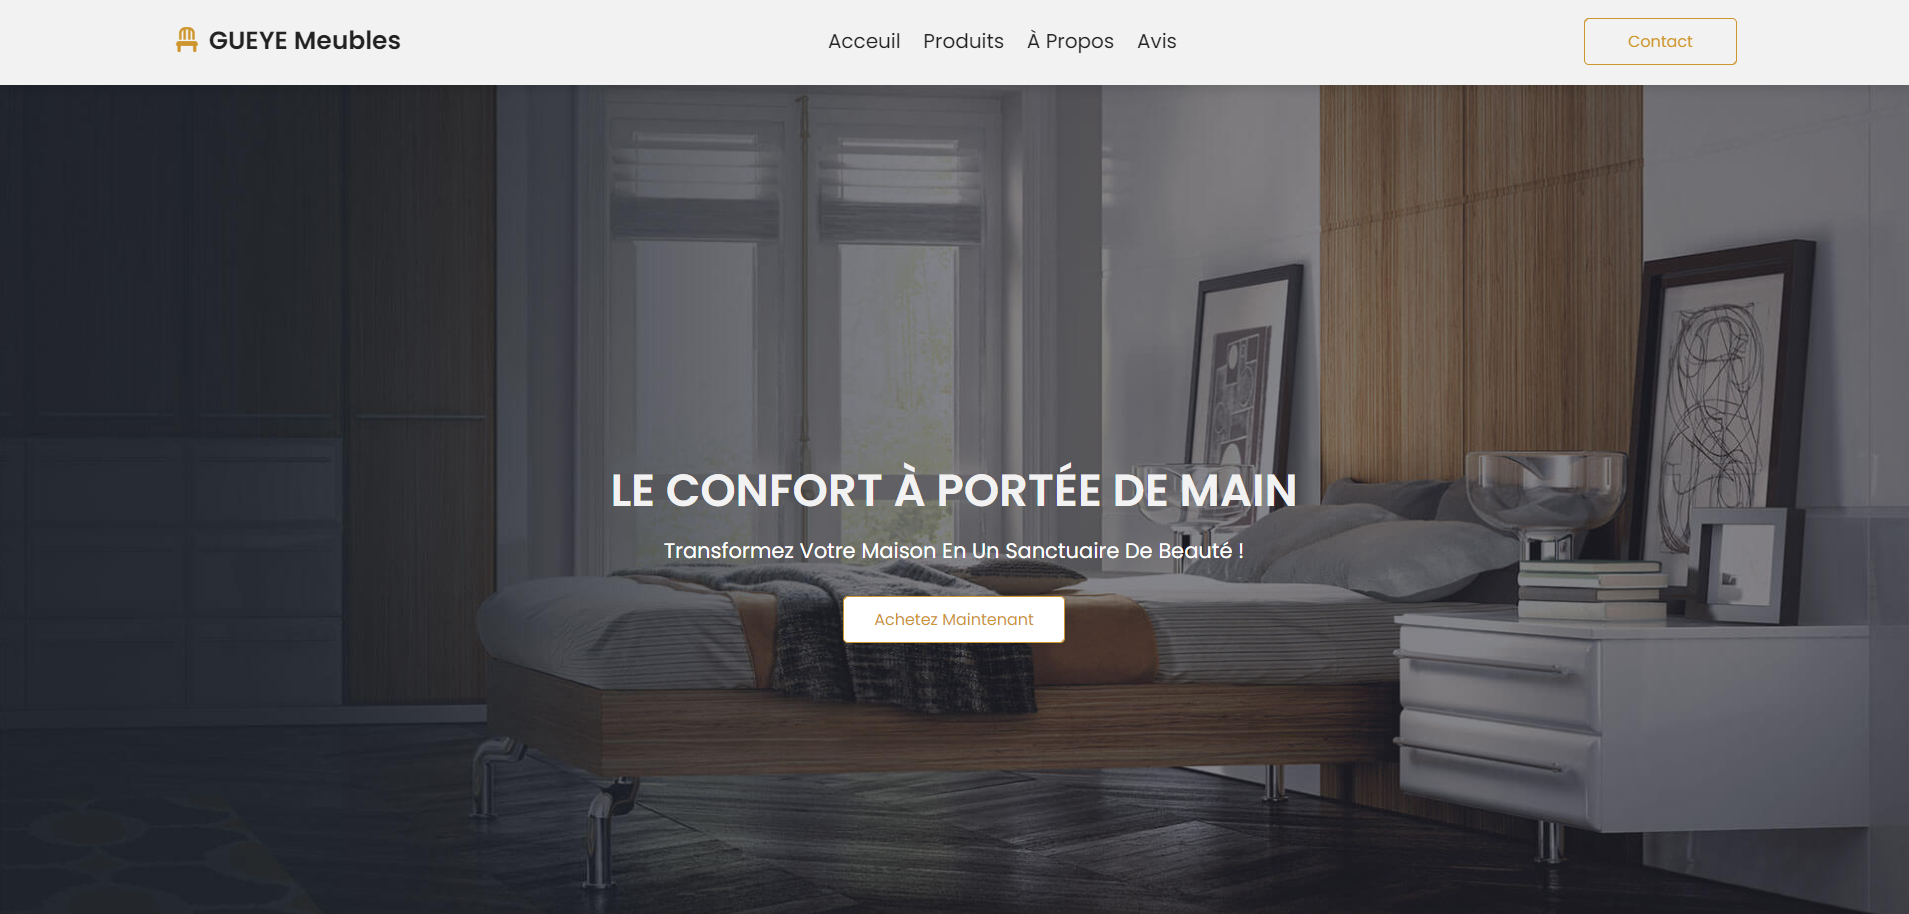 GUEYE Meubles
Acceuil Produits À Propos Avis
Contact
LE CONFORT À PORTÉE DE MAIN
Transformez Votre Maison En Un Sanctuaire De Beauté !
Achetez Maintenant